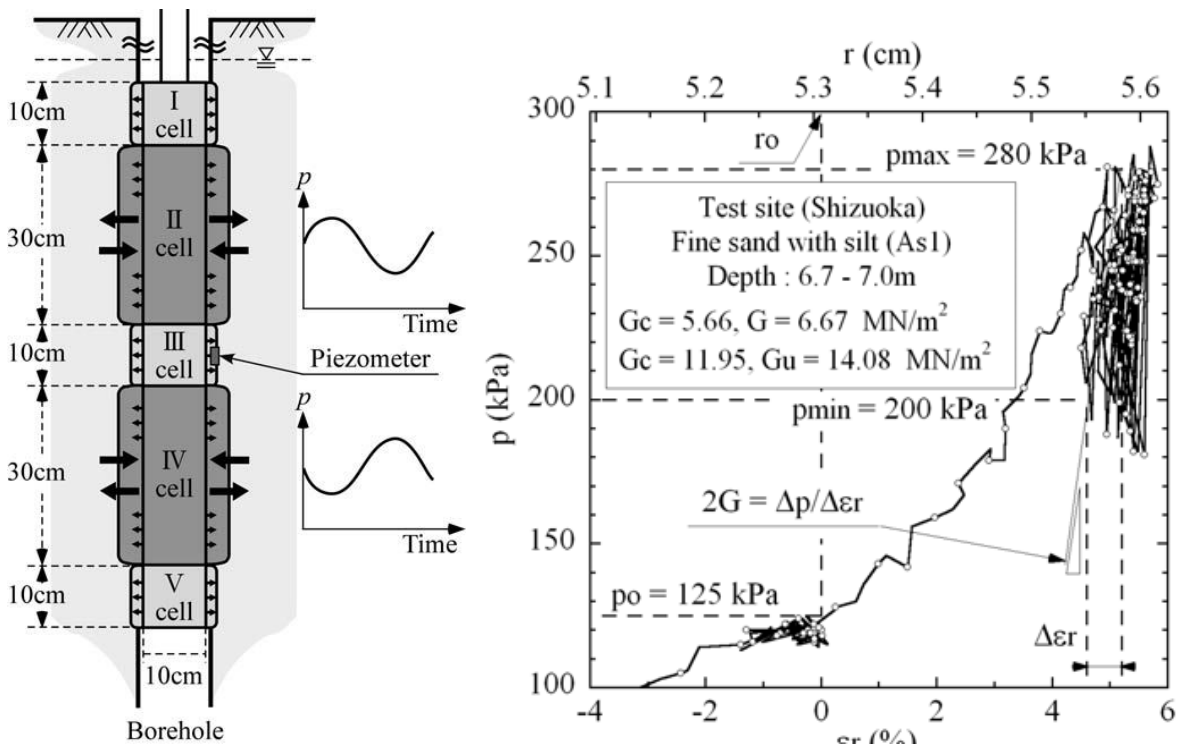 10cm
I
cell
30cm
II
cell
p
Time
10cm
III
cell
Piezometer
30cm
IV
cell
p
Time
10cm
V
cell
10cm
Borehole
r (cm)
5.1 5.2 5.3 5.4 5.5 5.6
ro
pmax = 280 kPa
Test site (Shizuoka)
Fine sand with silt (As1)
Depth : 6.7 - 7.0m
Gc = 5.66, G = 6.67 MN/m²
Gc = 11.95, Gu = 14.08 MN/m²
pmin = 200 kPa
2G = Δp/Δεr
po = 125 kPa
Δεr
p (kPa)
300
250
200
150
100
-4 -2 0 2 4 6
εr (%)